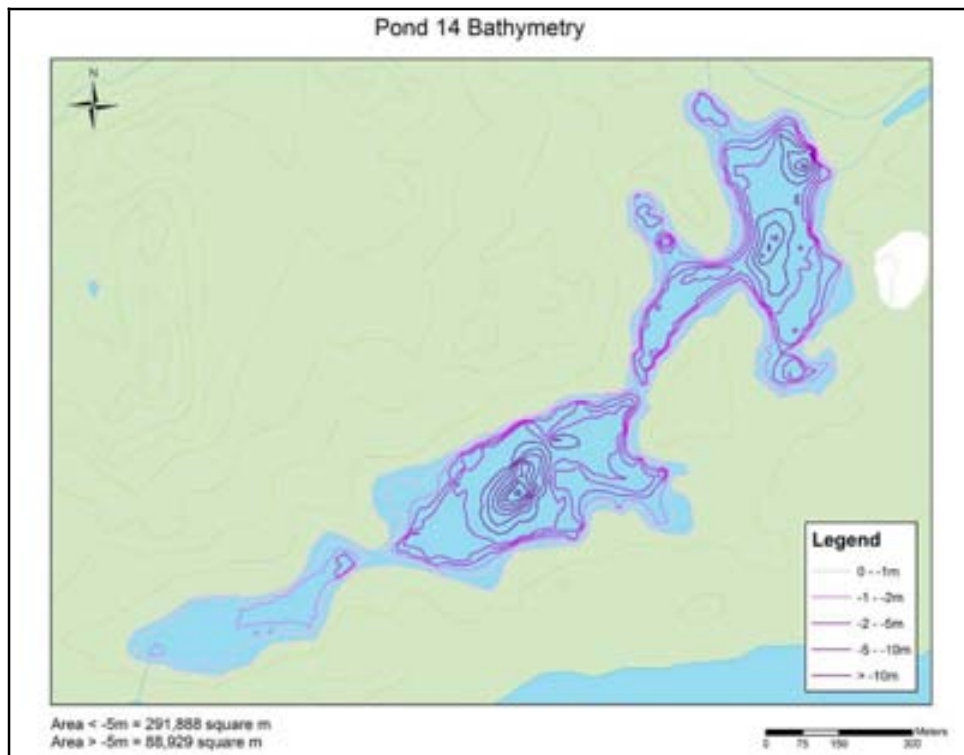 Pond 14 Bathymetry
N
Legend
0 - -1m
-1 - -2m
-2 - -5m
-5 - -10m
> -10m
Area < -5m = 291,888 square m
Area > -5m = 88,929 square m
Meters
0 75 150 300